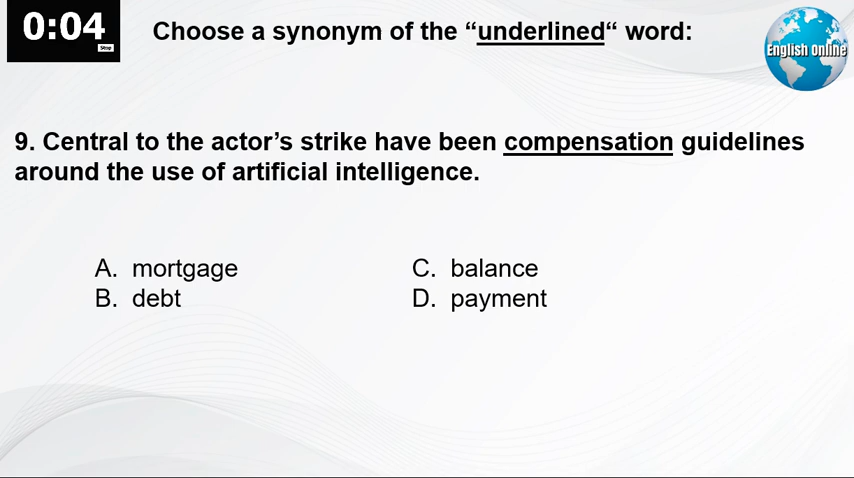 0:04
Stop
Choose a synonym of the “underlined“ word:
English Online
9. Central to the actor’s strike have been compensation guidelines
around the use of artificial intelligence.
A. mortgage
B. debt
C. balance
D. payment